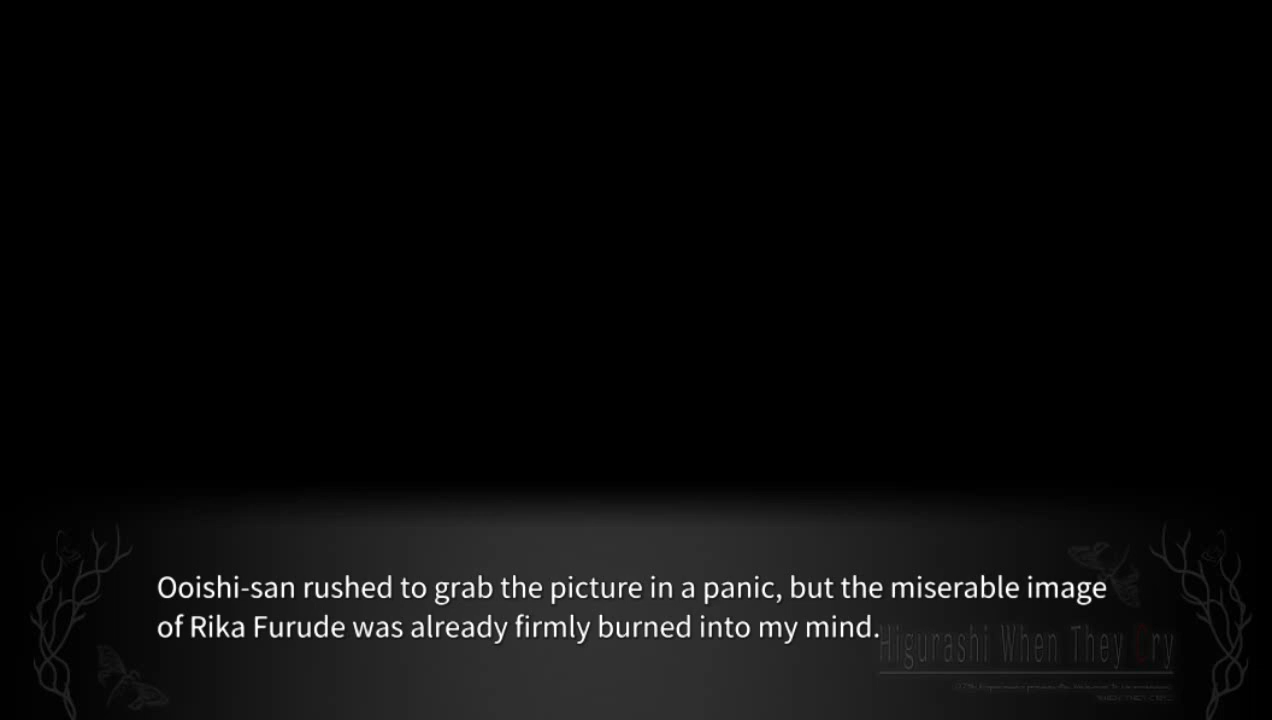 Ooishi-san rushed to grab the picture in a panic, but the miserable image
of Rika Furude was already firmly burned into my mind.
Higurashi When They Cry